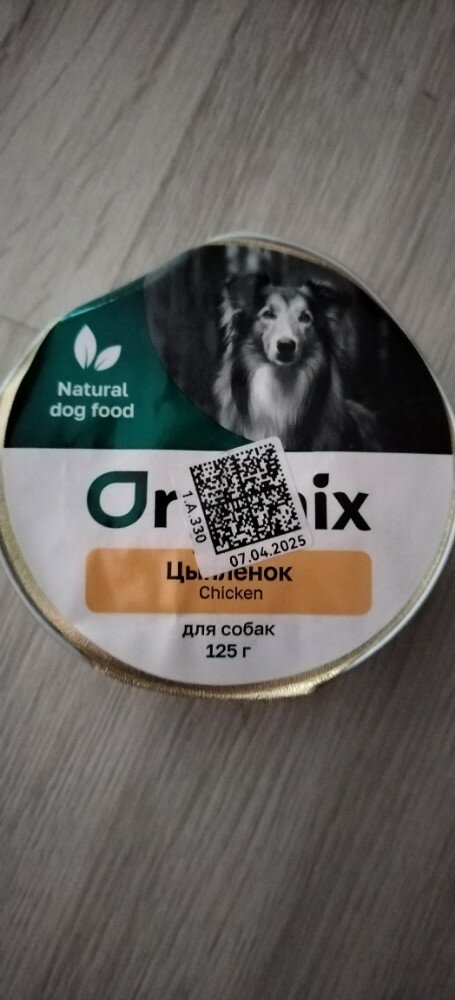 Natural
dog food
1.A.330
07.04.2025
Цыпленок
Chicken
для собак
125 г